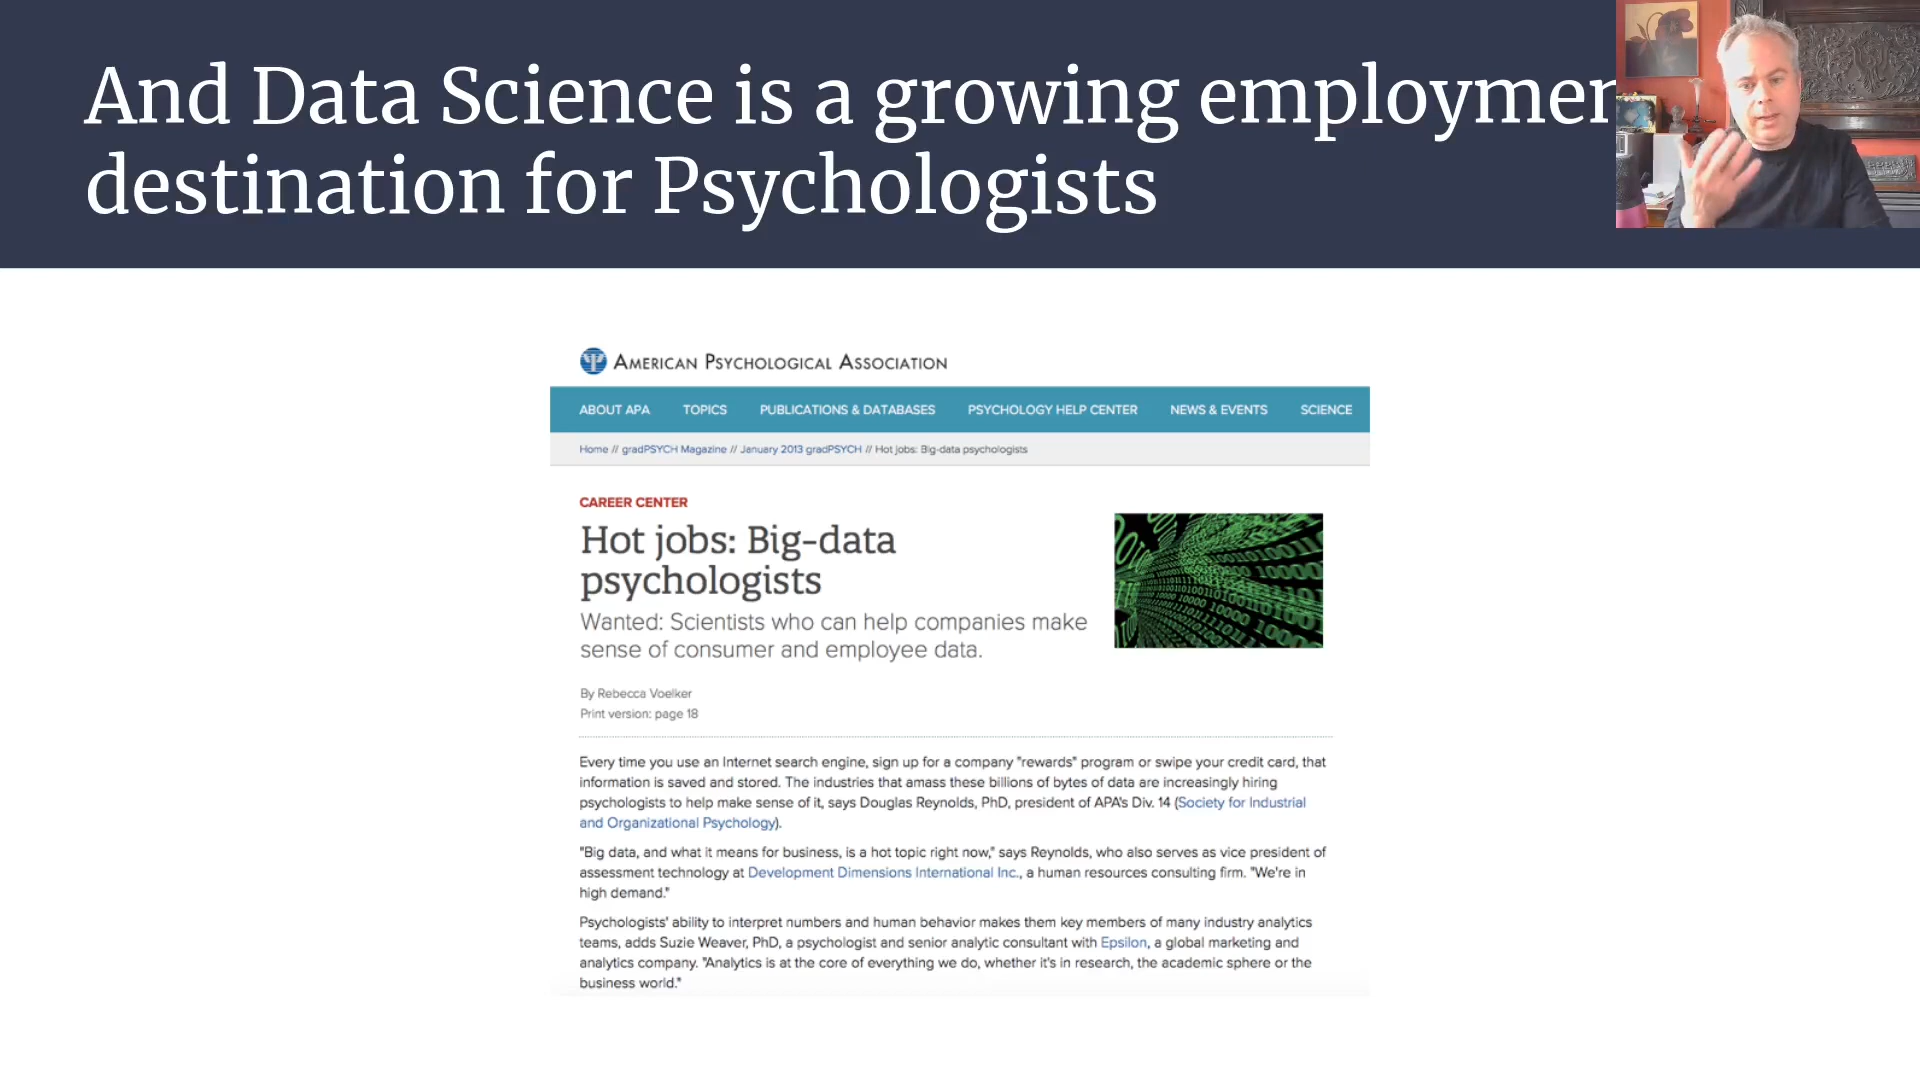 And Data Science is a growing
destination for Psychologists
AMERICAN PSYCHOLOGICAL ASSOCIATION
ABOUT APA TOPICS PUBLICATIONS & DATABASES PSYCHOLOGY HELP CENTER NEWS & EVENTS SCIENCE
Home // gradPSYCH Magazine // January 2013 gradPSYCH // Hot jobs: Big-data psychologists
CAREER CENTER
Hot jobs: Big-data
psychologists
Wanted: Scientists who can help companies make
sense of consumer and employee data.
By Rebecca Voelker
Print version: page 18
Every time you use an Internet search engine, sign up for a company "rewards" program or swipe your credit card, that
information is saved and stored. The industries that amass these billions of bytes of data are increasingly hiring
psychologists to help make sense of it, says Douglas Reynolds, PhD, president of APA's Div. 14 (Society for Industrial
and Organizational Psychology).
"Big data, and what it means for business, is a hot topic right now," says Reynolds, who also serves as vice president of
assessment technology at Development Dimensions International Inc., a human resources consulting firm. "We're in
high demand."
Psychologists' ability to interpret numbers and human behavior makes them key members of many industry analytics
teams, adds Suzie Weaver, PhD, a psychologist and senior analytic consultant with Epsilon, a global marketing and
analytics company. "Analytics is at the core of everything we do, whether it's in research, the academic sphere or the
business world."